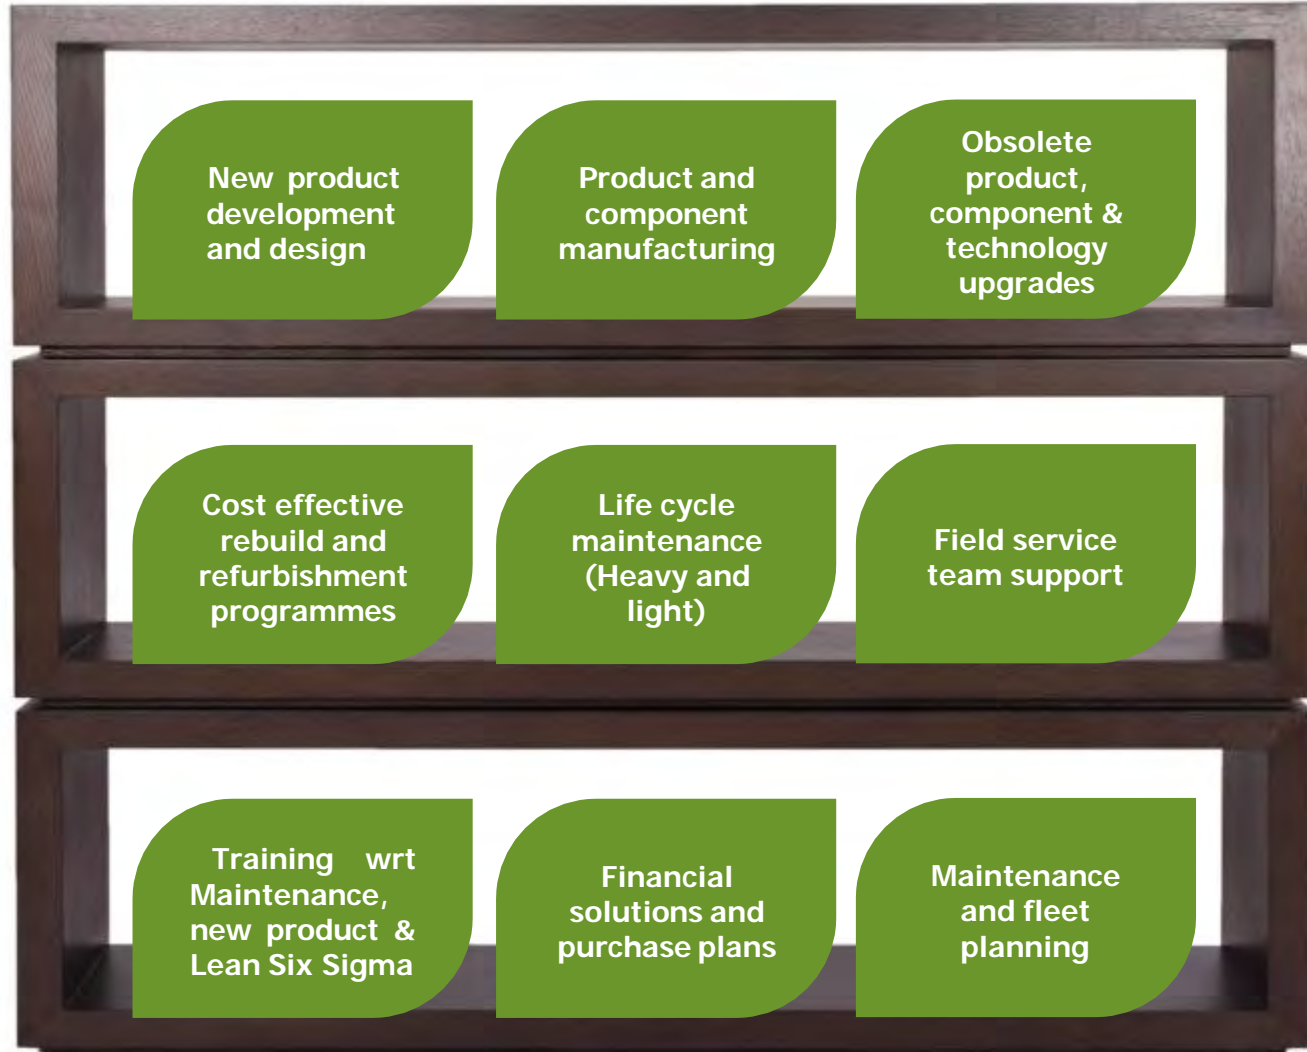 New product
development
and design
Product and
component
manufacturing
Obsolete
product,
component &
technology
upgrades
Cost effective
rebuild and
refurbishment
programmes
Life cycle
maintenance
(Heavy and
light)
Field service
team support
Training wrt
Maintenance,
new product &
Lean Six Sigma
Financial
solutions and
purchase plans
Maintenance
and fleet
planning